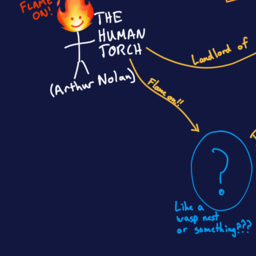 FLAME
ON!
THE
HUMAN
TORCH
(Arthur Nolan)
Landlord of
Flame on!!
?
Like a
wasp nest
or something???